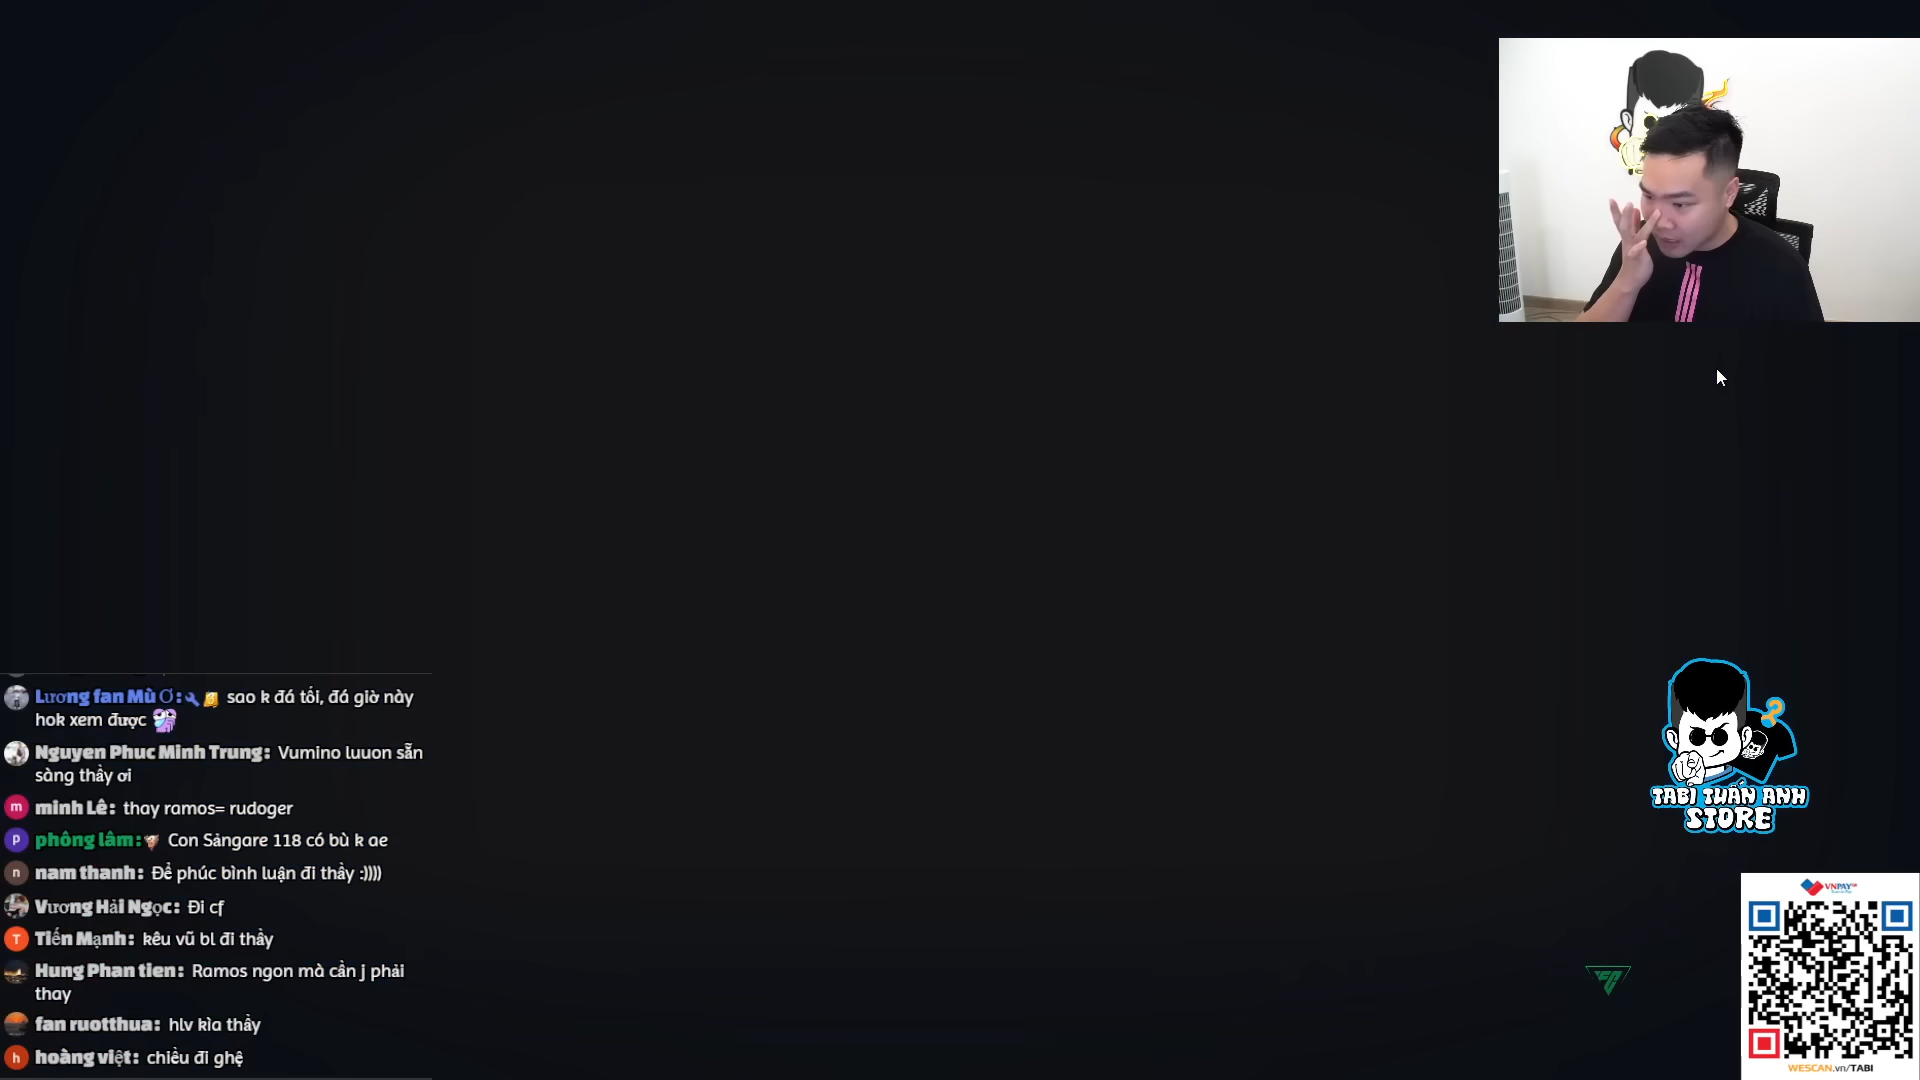 Lương fan Mù Ơ: sao k đá tối, đá giờ này
hok xem được
Nguyen Phuc Minh Trung: Vumino luuon sẵn
sàng thầy ơi
m minh Lê: thay ramos= rudoger
P phông lâm: Con Sảngare 118 có bù k ae
n nam thanh: Để phúc bình luận đi thầy :))))
Vương Hải Ngọc: Đi cf
T Tiến Mạnh: kêu vũ bl đi thầy
Hung Phan tien: Ramos ngon mà cần j phải
thay
fan ruotthua: hlv kìa thầy
h hoàng việt: chiều đi ghệ
TABI TUẤN ANH
STORE
VNPAY
WESCAN.vn/TABI